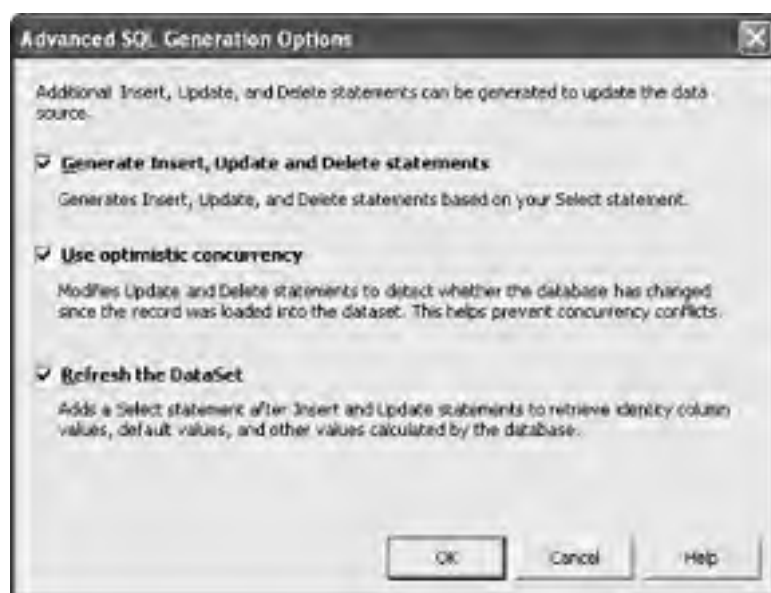 Advanced SQL Generation Options
Additional Insert, Update, and Delete statements can be generated to update the data
source.
Generate Insert, Update and Delete statements
Generates Insert, Update, and Delete statements based on your Select statement.
Use optimistic concurrency
Modifies Update and Delete statements to detect whether the database has changed
since the record was loaded into the dataset. This helps prevent concurrency conflicts.
Refresh the DataSet
Adds a Select statement after Insert and Update statements to retrieve identity column
values, default values, and other values calculated by the database.
OK Cancel Help